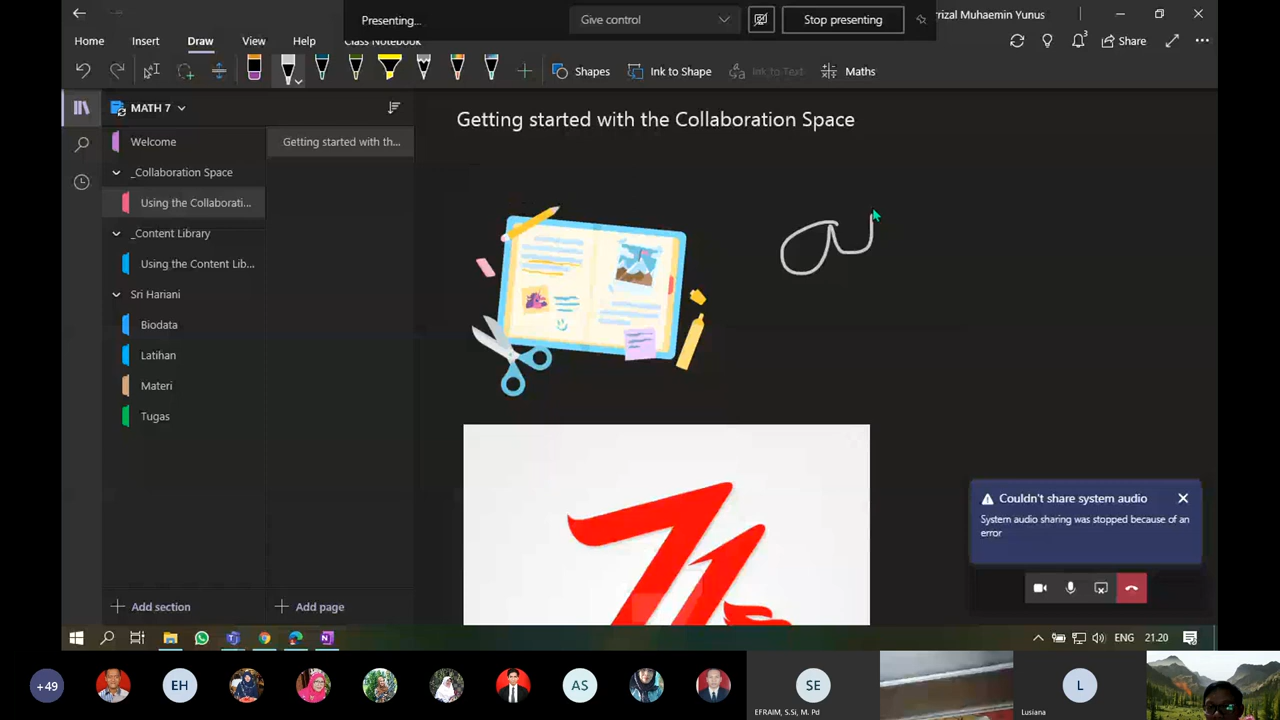 Presenting...
Give control
Stop presenting
rizal Muhaemin Yunus
Home
Insert
Draw
View
Help
Class Notebook
Share
Shapes
Ink to Shape
Ink to Text
Maths
MATH 7
Welcome
_Collaboration Space
Using the Collaborati...
_Content Library
Using the Content Lib...
Sri Hariani
Biodata
Latihan
Materi
Tugas
Add section
Getting started with th...
Add page
Getting started with the Collaboration Space
Couldn't share system audio
System audio sharing was stopped because of an
error
ENG
21.20
+49
EH
AS
SE
EFRAIM, S.Si, M. Pd
L
Lusiana